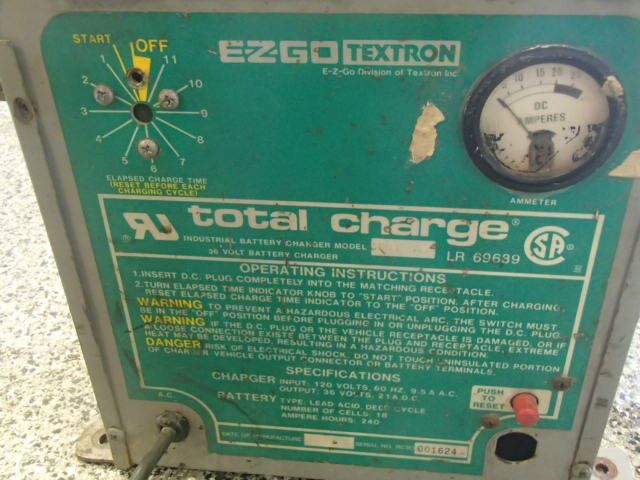 START OFF
1 11
2 10
3 9
4 8
5 6 7
ELAPSED CHARGE TIME
(RESET BEFORE EACH
CHARGING CYCLE)
E-Z-GO TEXTRON
E-Z-Go Division of Textron Inc.
5 10 15 20 25
DC
AMPERES
AMMETER
total charge®
INDUSTRIAL BATTERY CHARGER MODEL
36 VOLT BATTERY CHARGER
LR 69639
OPERATING INSTRUCTIONS
1. INSERT D.C. PLUG COMPLETELY INTO THE MATCHING RECEPTACLE.
2. TURN ELAPSED TIME INDICATOR KNOB TO "START" POSITION. AFTER CHARGING,
RESET ELAPSED CHARGE TIME INDICATOR TO THE "OFF" POSITION.
WARNING TO PREVENT A HAZARDOUS ELECTRICAL ARC, THE SWITCH MUST
BE IN THE "OFF" POSITION BEFORE PLUGGING IN OR UNPLUGGING THE D.C. PLUG.
WARNING IF THE D.C. PLUG OR THE VEHICLE RECEPTACLE IS DAMAGED, OR IF
A LOOSE CONNECTION EXISTS BETWEEN THE PLUG AND RECEPTACLE, EXTREME
HEAT MAY BE DEVELOPED, RESULTING IN A HAZARDOUS CONDITION.
DANGER RISK OF ELECTRICAL SHOCK. DO NOT TOUCH UNINSULATED PORTION
OF CHARGER VEHICLE OUTPUT CONNECTOR OR BATTERY TERMINALS.
SPECIFICATIONS
CHARGER INPUT: 120 VOLTS, 60 HZ, 9.5 A A.C.
OUTPUT: 36 VOLTS, 21 A D.C.
BATTERY TYPE: LEAD ACID, DEEP CYCLE
NUMBER OF CELLS: 18
AMPERE HOURS: 240
PUSH
TO
RESET
A.C.
DATE OF MANUFACTURE
SERIAL NO. 001624